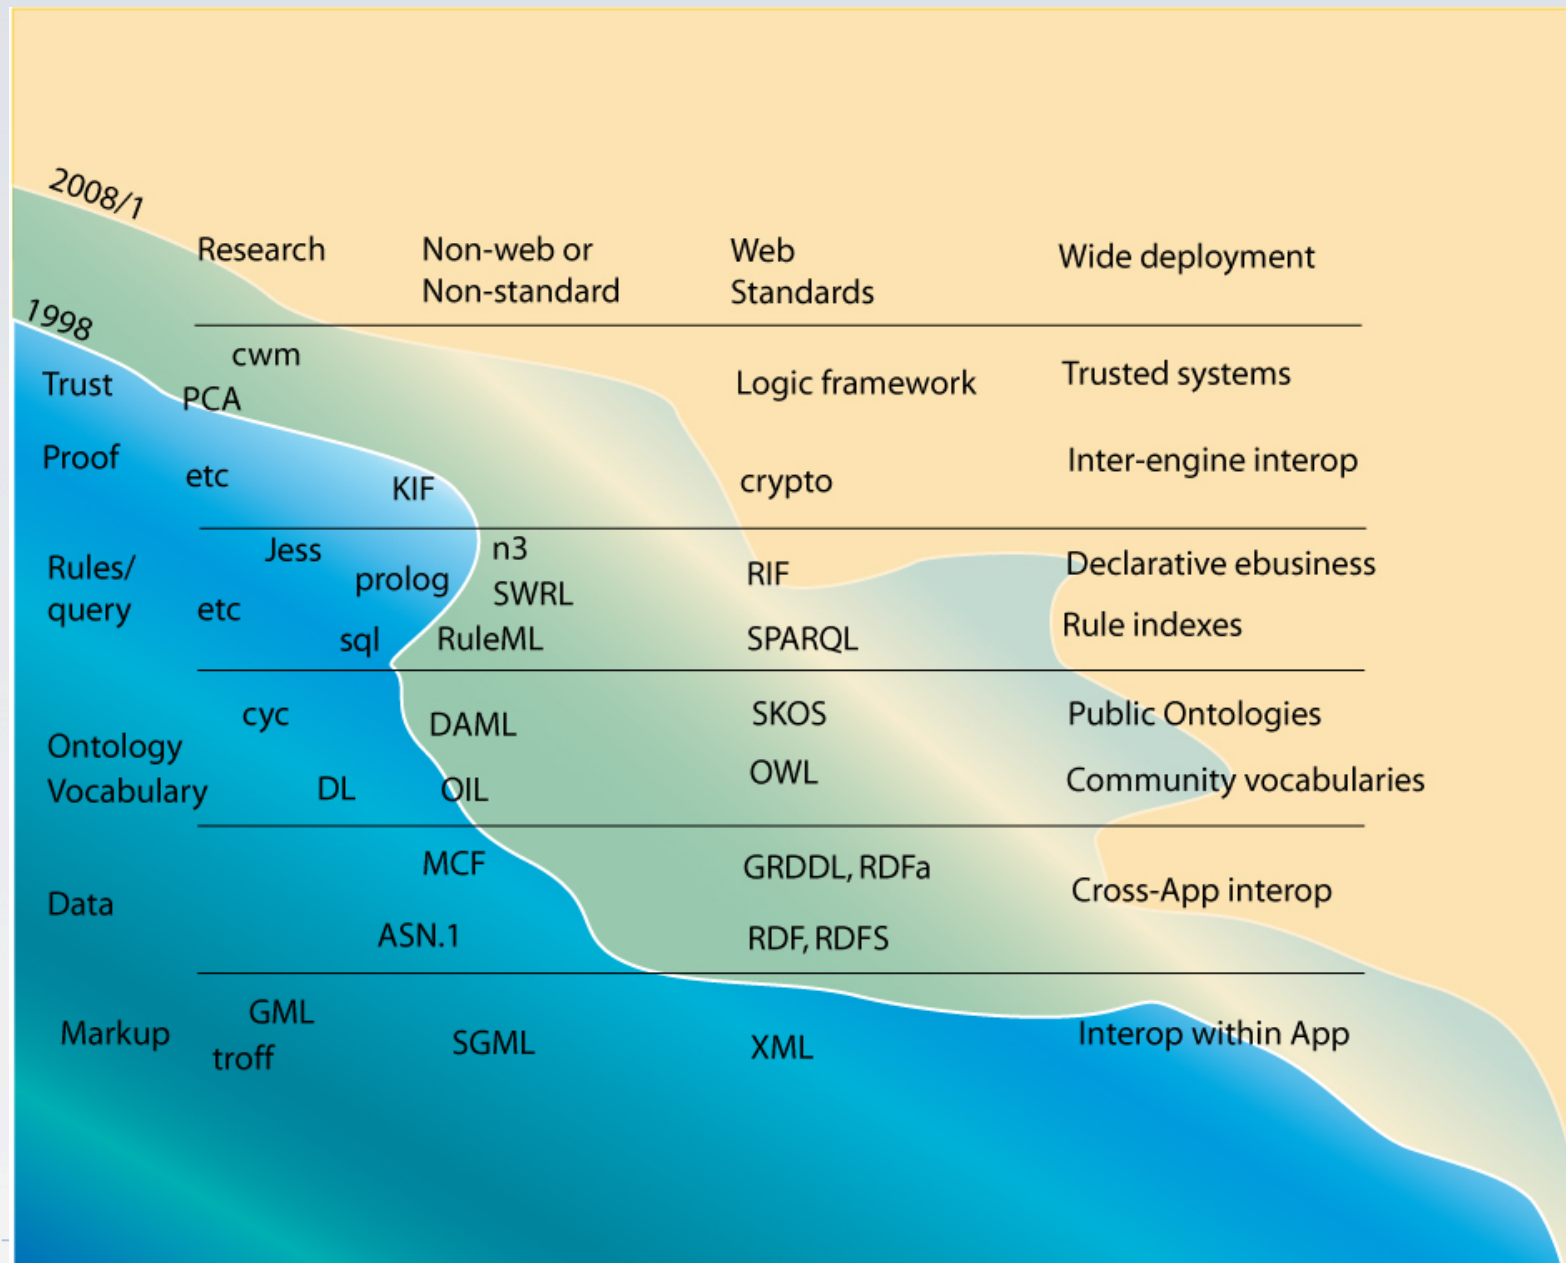 2008/1
Research
Non-web or
Non-standard
Web
Standards
Wide deployment
1998
cwm
Trust
PCA
Logic framework
Trusted systems
Proof
etc
KIF
crypto
Inter-engine interop
Jess
n3
Rules/
query
prolog
SWRL
RIF
Declarative ebusiness
etc
sql
RuleML
SPARQL
Rule indexes
cyc
DAML
SKOS
Public Ontologies
Ontology
Vocabulary
DL
OIL
OWL
Community vocabularies
MCF
GRDDL, RDFa
Data
Cross-App interop
ASN.1
RDF, RDFS
GML
Markup
troff
SGML
XML
Interop within App